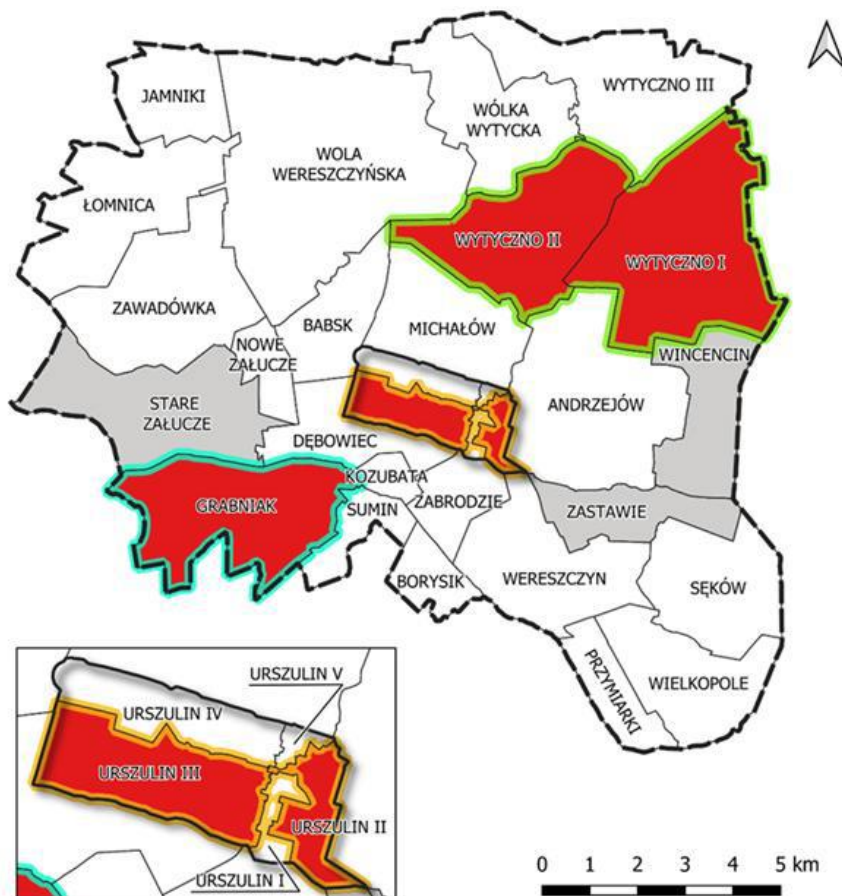 JAMNIKI
WYTYCZNO III
WÓLKA
WYTYCKA
WOLA
WERESZCZYŃSKA
ŁOMNICA
WYTYCZNO II
WYTYCZNO I
ZAWADÓWKA
BABSK
MICHAŁÓW
NOWE
ZAŁUCZE
WINCENCIN
STARE
ZAŁUCZE
ANDRZEJÓW
DĘBOWIEC
KOZUBATA
GRABNIAK
SUMIN
ZABRODZIE
ZASTAWIE
BORYSIK
WERESZCZYN
SĘKÓW
PRZYMIARKI
WIELKOPOLE
URSZULIN V
URSZULIN IV
URSZULIN III
URSZULIN II
URSZULIN I
0 1 2 3 4 5 km